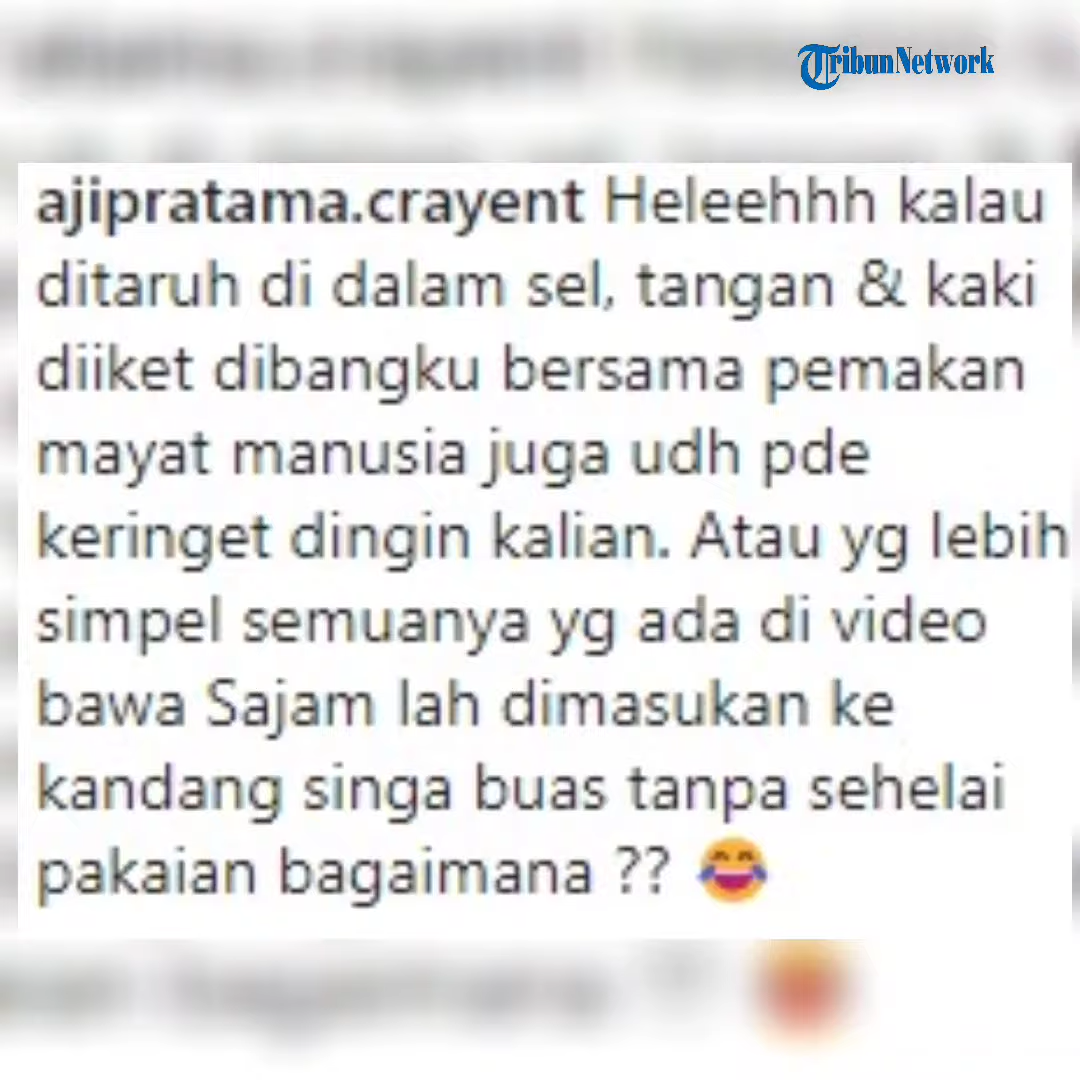 TribunNetwork
ajipratama.crayent Heleehhh kalau
ditaruh di dalam sel, tangan & kaki
diiket dibangku bersama pemakan
mayat manusia juga udh pde
keringet dingin kalian. Atau yg lebih
simpel semuanya yg ada di video
bawa Sajam lah dimasukan ke
kandang singa buas tanpa sehelai
pakaian bagaimana ?? 😂